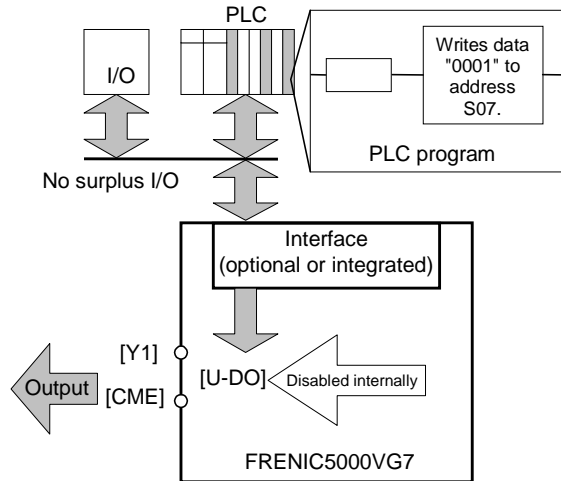 PLC
I/O
Writes data
"0001" to
address
S07.
PLC program
No surplus I/O
Interface
(optional or integrated)
[Y1]
[U-DO]
Disabled internally
Output
[CME]
FRENIC5000VG7